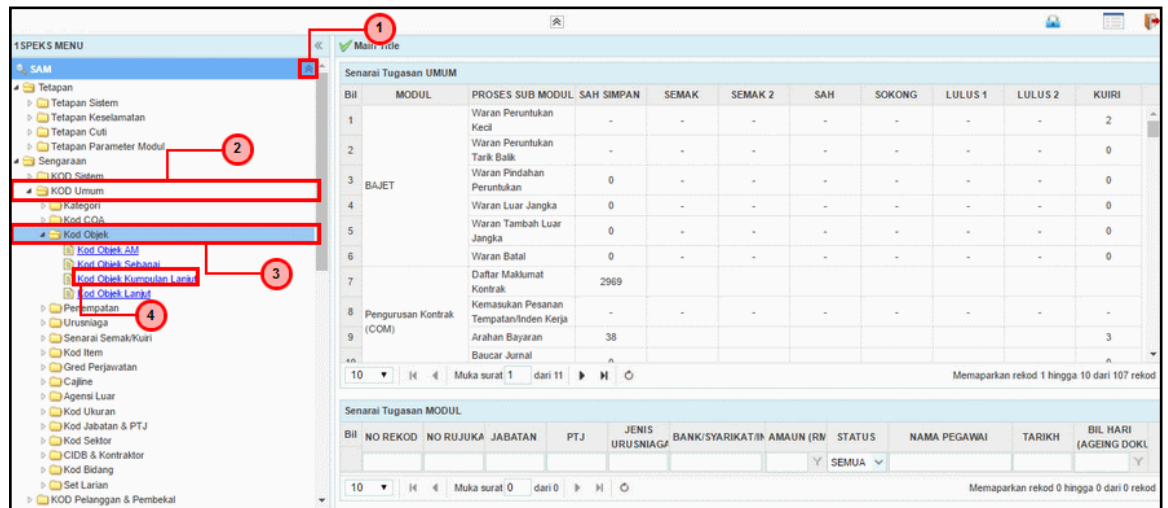 1
1SPEKS MENU
Main Title
SAM
Tetapan
Tetapan Sistem
Tetapan Keselamatan
Tetapan Cuti
Tetapan Parameter Modul
2
Sengaraan
KOD Sistem
KOD Umum
Kategori
Kod COA
Kod Objek
Kod Objek AM
Kod Objek Sebagai
3
Kod Objek Kumpulan Lanjut
Kod Objek Lanjut
4
Penempatan
Urusniaga
Senarai Semak/Kuiri
Kod Item
Gred Perjawatan
Cajline
Agensi Luar
Kod Ukuran
Kod Jabatan & PTJ
Kod Sektor
CIDB & Kontraktor
Kod Bidang
Set Larian
KOD Pelanggan & Pembekal
Senarai Tugasan UMUM
Bil MODUL PROSES SUB MODUL SAH SIMPAN SEMAK SEMAK 2 SAH SOKONG LULUS 1 LULUS 2 KUIRI
1 Waran Peruntukan Kecil - - - - - - - 2
2 Waran Peruntukan Tarik Balik - - - - - - - 0
3 BAJET Waran Pindahan Peruntukan 0 - - - - - - 0
4 Waran Luar Jangka 0 - - - - - - 0
5 Waran Tambah Luar Jangka 0 - - - - - - 0
6 Waran Batal 0 - - - - - - 0
7 Daftar Maklumat Kontrak 2969
8 Pengurusan Kontrak (COM) Kemasukan Pesanan Tempatan/Inden Kerja - - - - - - - -
9 Arahan Bayaran 38 3
10 Baucar Jurnal 0 0
10 Muka surat 1 dari 11 Memaparkan rekod 1 hingga 10 dari 107 rekod
Senarai Tugasan MODUL
Bil NO REKOD NO RUJUKA JABATAN PTJ JENIS URUSNIAGA BANK/SYARIKAT/IN AMAUN (RM STATUS NAMA PEGAWAI TARIKH BIL HARI (AGEING DOKU
SEMUA
10 Muka surat 0 dari 0 Memaparkan rekod 0 hingga 0 dari 0 rekod